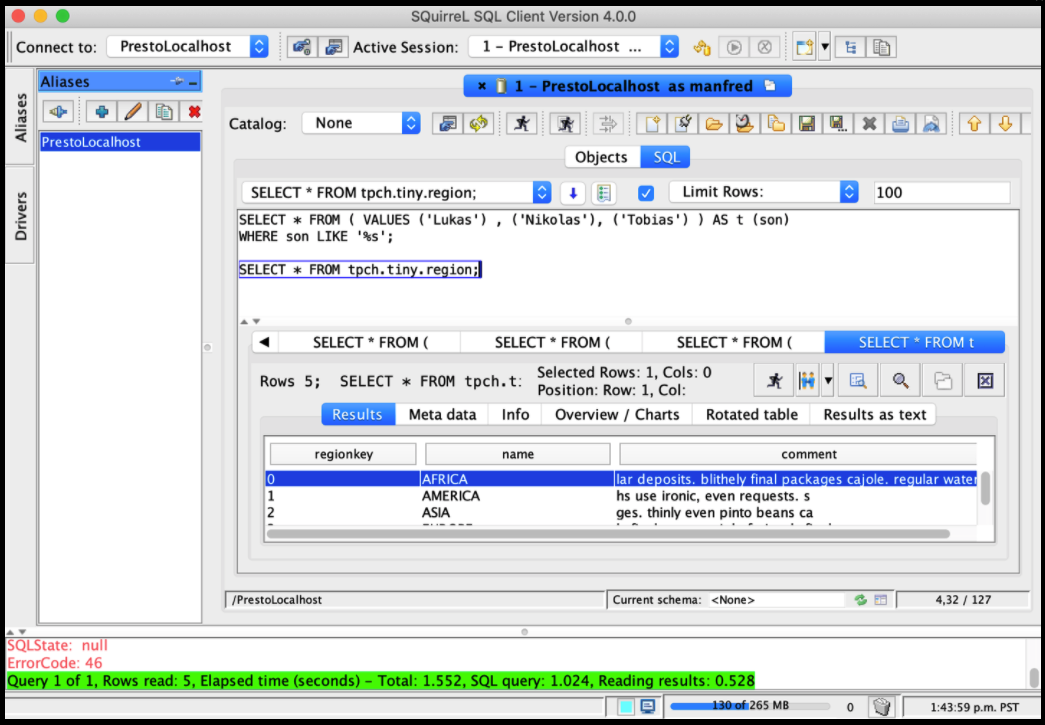 SQuirreL SQL Client Version 4.0.0
Connect to: PrestoLocalhost Active Session: 1 – PrestoLocalhost ...
Aliases
Drivers
Aliases
PrestoLocalhost
1 – PrestoLocalhost as manfred
Catalog: None
Objects SQL
SELECT * FROM tpch.tiny.region; Limit Rows: 100
SELECT * FROM ( VALUES ('Lukas') , ('Nikolas'), ('Tobias') ) AS t (son)
WHERE son LIKE '%s';
SELECT * FROM tpch.tiny.region;
SELECT * FROM ( SELECT * FROM ( SELECT * FROM ( SELECT * FROM t
Rows 5; SELECT * FROM tpch.t: Selected Rows: 1, Cols: 0
Position: Row: 1, Col:
Results Meta data Info Overview / Charts Rotated table Results as text
regionkey name comment
0 AFRICA lar deposits. blithely final packages cajole. regular water
1 AMERICA hs use ironic, even requests. s
2 ASIA ges. thinly even pinto beans ca
/PrestoLocalhost Current schema: <None> 4,32 / 127
SQLState: null
ErrorCode: 46
Query 1 of 1, Rows read: 5, Elapsed time (seconds) – Total: 1.552, SQL query: 1.024, Reading results: 0.528
130 of 265 MB 0 1:43:59 p.m. PST